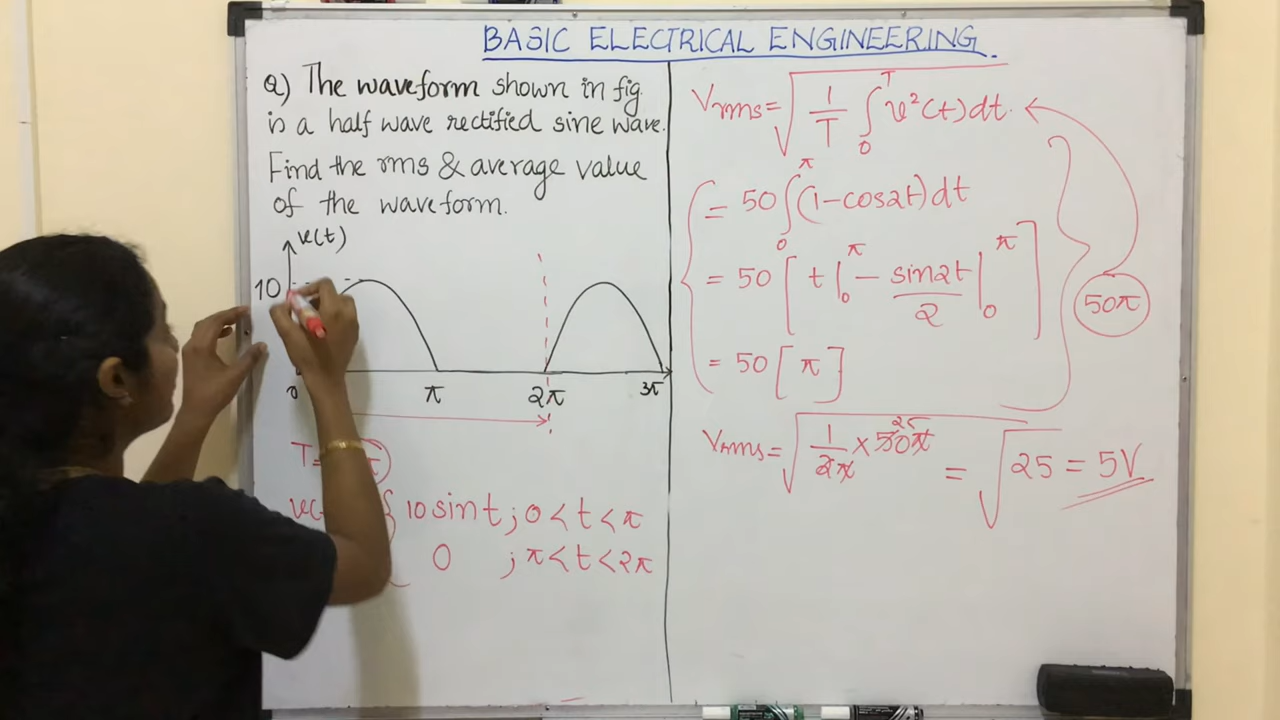 BASIC ELECTRICAL ENGINEERING
Q) The waveform shown in fig
is a half wave rectified sine wave.
Find the rms & average value
of the waveform.
v(t)
10
0 π 2π 3π
T=
10 sin t ; 0 < t < π
0 ; π < t < 2π
Vrms = √(1/T ∫₀ᵀ v²(t) dt)
= 50 ∫₀^π (1 - cos2t) dt
= 50 [ t |₀^π - sin2t/2 |₀^π ]
50π
= 50 [ π ]
Vrms = √(1/2π × 50π) 25 = √25 = 5V